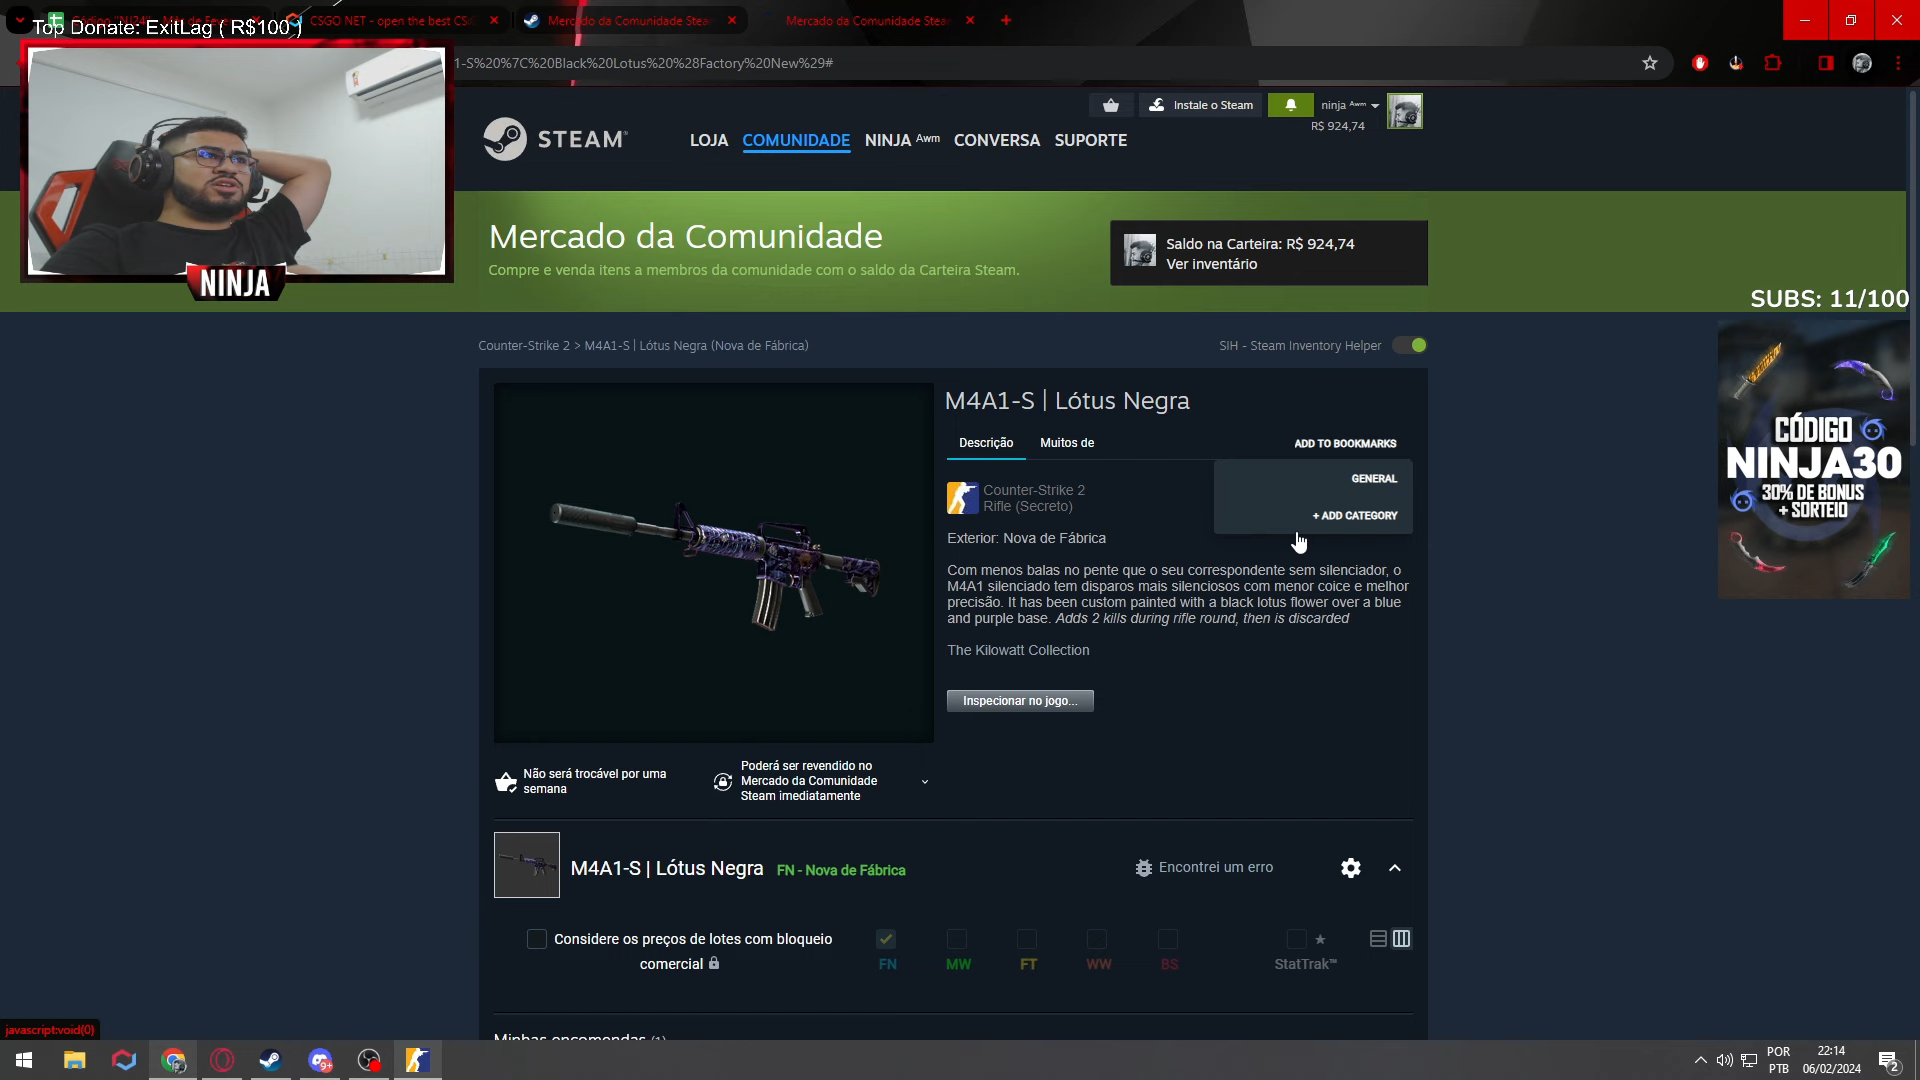 Top Donate: ExitLag ( R$100 )
CSGO NET - open the best CS:
Mercado da Comunidade Stea
Mercado da Comunidade Stea
1-S%20%7C%20Black%20Lotus%20%28Factory%20New%29#
NINJA
STEAM
LOJA
COMUNIDADE
NINJA ᴬʷᵐ
CONVERSA
SUPORTE
Instale o Steam
ninja ᴬʷᵐ
R$ 924,74
Mercado da Comunidade
Compre e venda itens a membros da comunidade com o saldo da Carteira Steam.
Saldo na Carteira: R$ 924,74
Ver inventário
SUBS: 11/100
Counter-Strike 2 > M4A1-S | Lótus Negra (Nova de Fábrica)
SIH - Steam Inventory Helper
M4A1-S | Lótus Negra
Descrição
Muitos de
ADD TO BOOKMARKS
GENERAL
+ ADD CATEGORY
Counter-Strike 2
Rifle (Secreto)
Exterior: Nova de Fábrica
Com menos balas no pente que o seu correspondente sem silenciador, o
M4A1 silenciado tem disparos mais silenciosos com menor coice e melhor
precisão. It has been custom painted with a black lotus flower over a blue
and purple base. Adds 2 kills during rifle round, then is discarded
The Kilowatt Collection
Inspecionar no jogo...
CÓDIGO
NINJA30
30% DE BONUS
+ SORTEIO
Não será trocável por uma
semana
Poderá ser revendido no
Mercado da Comunidade
Steam imediatamente
M4A1-S | Lótus Negra
FN - Nova de Fábrica
Encontrei um erro
Considere os preços de lotes com bloqueio
comercial
FN
MW
FT
WW
BS
StatTrak™
Minhas encomendas (1)
javascript:void(0)
9+
POR
PTB
22:14
06/02/2024
2